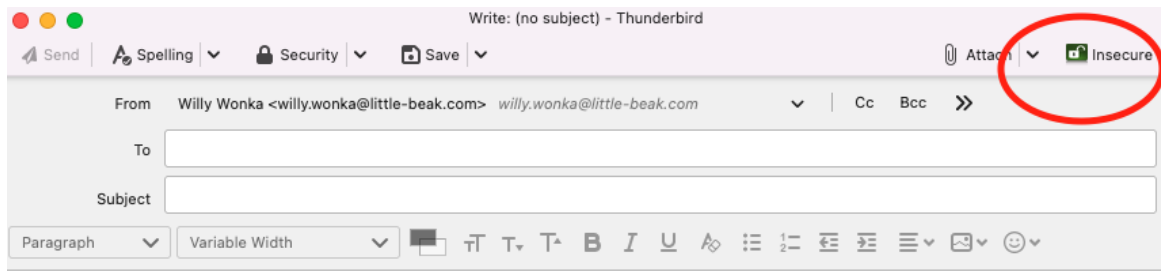 Write: (no subject) - Thunderbird
Send Spelling Security Save Attach Insecure
From Willy Wonka <willy.wonka@little-beak.com> willy.wonka@little-beak.com Cc Bcc
To
Subject
Paragraph Variable Width